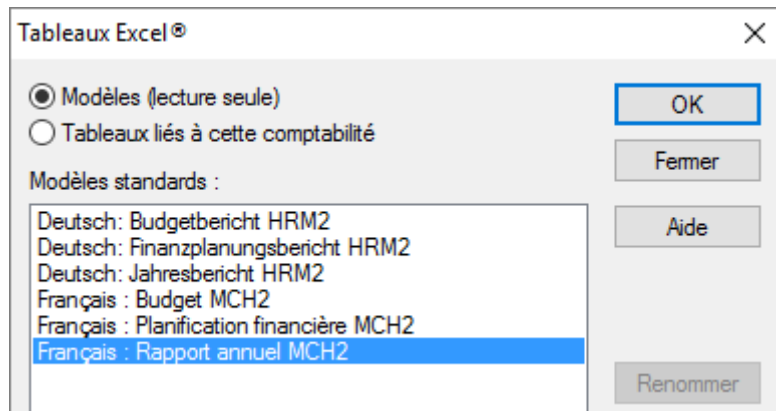 Tableaux Excel®
Modèles (lecture seule)
OK
Tableaux liés à cette comptabilité
Fermer
Modèles standards :
Aide
Deutsch: Budgetbericht HRM2
Deutsch: Finanzplanungsbericht HRM2
Deutsch: Jahresbericht HRM2
Français : Budget MCH2
Français : Planification financière MCH2
Français : Rapport annuel MCH2
Renommer